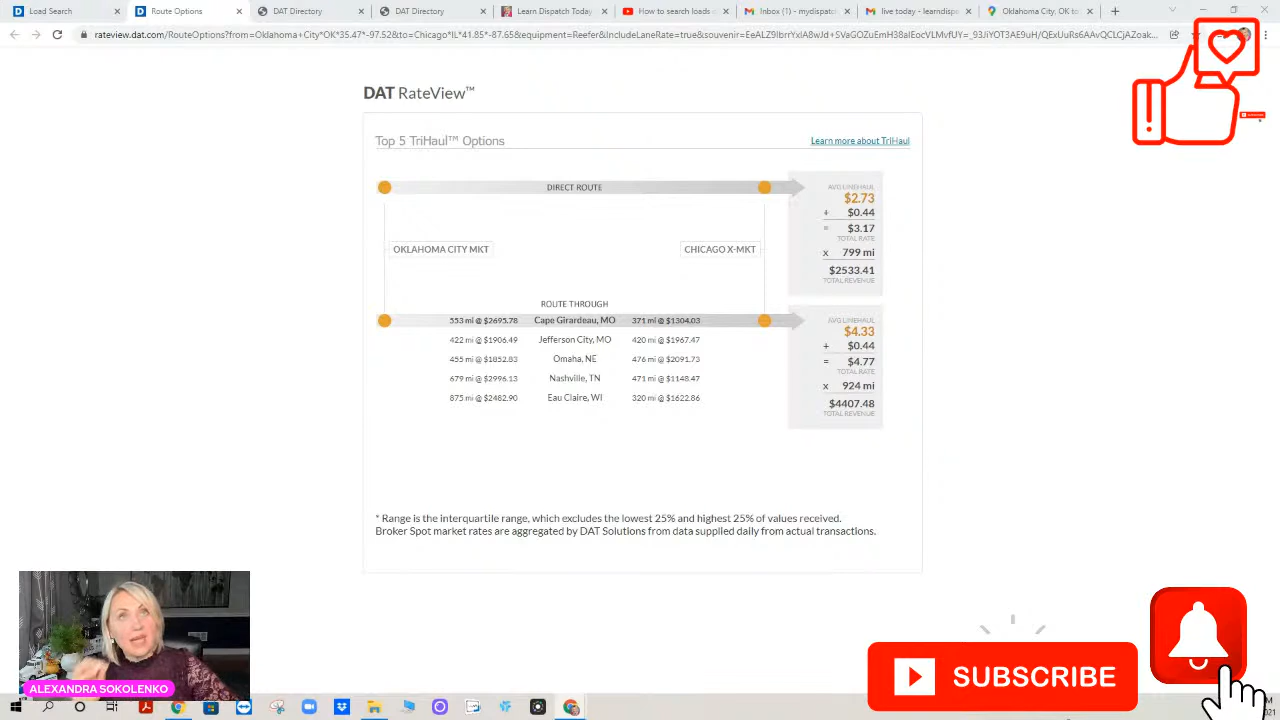 Load Search
Route Options
DAT Directory
DAT Directory
Learn Dispatch Today
How to search loads
Inbox (1) - mydispatc
live today - learndispe
Oklahoma City, OK to
DAT RateView™
Top 5 TriHaul™ Options
Learn more about TriHaul
DIRECT ROUTE
OKLAHOMA CITY MKT
CHICAGO X-MKT
AVG LINEHAUL
$2.73
+ $0.44
= $3.17
TOTAL RATE
x 799 mi
$2533.41
TOTAL REVENUE
ROUTE THROUGH
553 mi @ $2695.78 Cape Girardeau, MO 371 mi @ $1304.03
422 mi @ $1906.49 Jefferson City, MO 420 mi @ $1967.47
455 mi @ $1852.83 Omaha, NE 476 mi @ $2091.73
679 mi @ $2996.13 Nashville, TN 471 mi @ $1148.47
875 mi @ $2482.90 Eau Claire, WI 320 mi @ $1622.86
AVG LINEHAUL
$4.33
+ $0.44
= $4.77
TOTAL RATE
x 924 mi
$4407.48
TOTAL REVENUE
* Range is the interquartile range, which excludes the lowest 25% and highest 25% of values received.
Broker Spot market rates are aggregated by DAT Solutions from data supplied daily from actual transactions.
ALEXANDRA SOKOLENKO
SUBSCRIBE